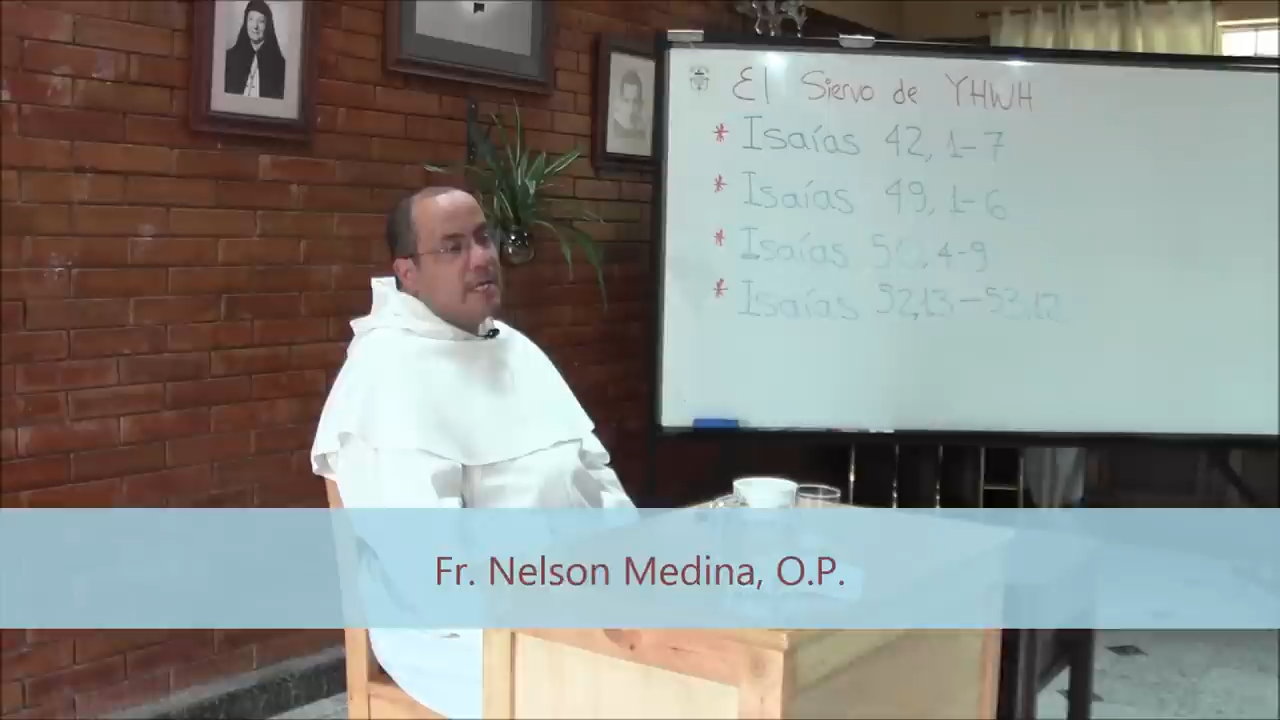 El Siervo de YHWH
* Isaías 42, 1-7
* Isaías 49, 1-6
* Isaías 50, 4-9
* Isaías 52,13-53,12
Fr. Nelson Medina, O.P.